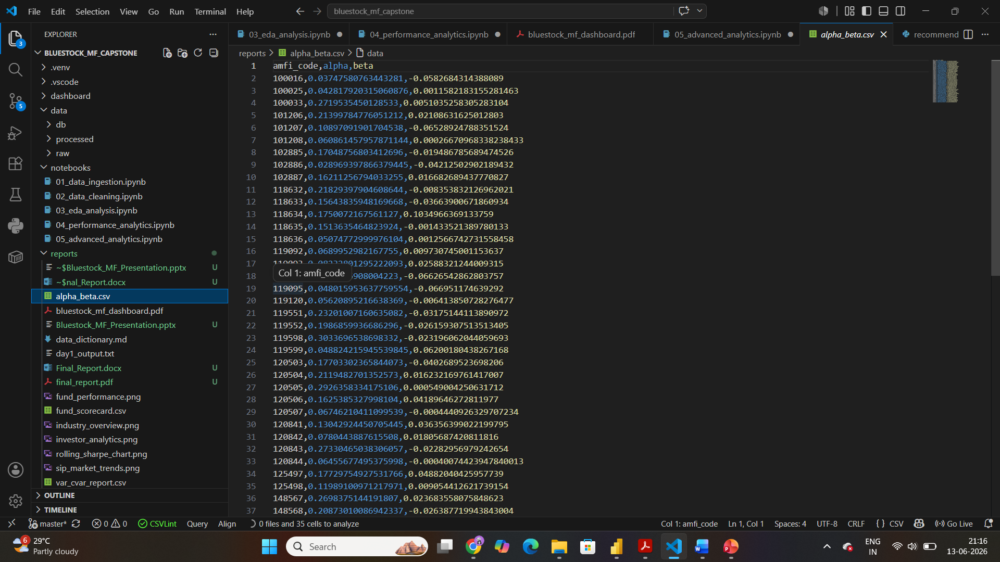 File Edit Selection View Go Run Terminal Help
bluestock_mf_capstone
EXPLORER
03_eda_analysis.ipynb
04_performance_analytics.ipynb
bluestock_mf_dashboard.pdf
05_advanced_analytics.ipynb
alpha_beta.csv
recommend
3
5
BLUESTOCK_MF_CAPSTONE
.venv
.vscode
dashboard
data
db
processed
raw
notebooks
01_data_ingestion.ipynb
02_data_cleaning.ipynb
03_eda_analysis.ipynb
04_performance_analytics.ipynb
05_advanced_analytics.ipynb
reports
~$Bluestock_MF_Presentation.pptx U
~$nal_Report.docx U
alpha_beta.csv
bluestock_mf_dashboard.pdf
Bluestock_MF_Presentation.pptx U
data_dictionary.md
day1_output.txt
Final_Report.docx U
final_report.pdf U
fund_performance.png
fund_scorecard.csv
industry_overview.png
investor_analytics.png
rolling_sharpe_chart.png
sip_market_trends.png
var_cvar_report.csv
OUTLINE
TIMELINE
reports > alpha_beta.csv > data
1 amfi_code,alpha,beta
2 100016,0.03747580763443281,-0.0582684314388089
3 100025,0.042817920315060876,0.0011582183155281463
4 100033,0.2719535450128533,0.0051035258305283104
5 101206,0.21399784776051212,0.02108631625012803
6 101207,0.10897091901704538,-0.06528924788351524
7 101208,0.060861457957871144,0.00026670968338238433
8 102885,0.17048756803412696,-0.019486785689474526
9 102886,0.028969397866379445,-0.04212502902189432
10 102887,0.16211256794033255,0.016682689437770827
11 118632,0.21829397904608644,-0.008353832126962021
12 118633,0.15643835948169668,-0.03663900671860934
13 118634,0.1750072167561127,0.1034966369133759
14 118635,0.1513635464823924,-0.001433521389780133
15 118636,0.05074772999976104,0.0012566742731558458
16 119092,0.0689952982167755,0.009730745001153637
17 119093,0.08232801295222093,0.02588321244009315
Col 1: amfi_code
18 908004223,-0.06626542862803757
19 119095,0.048015953637759554,-0.066951174639292
20 119120,0.05620895216638369,-0.006413850728276477
21 119551,0.23201007160635082,-0.03175144113890972
22 119552,0.1986859936686296,-0.026159307513513405
23 119598,0.3033696538698332,-0.023196062044059693
24 119599,0.048824215945539845,0.06200180438267168
25 120503,0.17703302365844073,-0.0402689523698206
26 120504,0.2119482701352573,0.016232169761417007
27 120505,0.2926358334175106,0.000549004250631712
28 120506,0.1625385327998104,0.04189646272811977
29 120507,0.06746210411099539,-0.0004440926329707234
30 120841,0.13042924450705445,0.036356399022199795
31 120842,0.0780443887615508,0.01805687420811816
32 120843,0.27330465038306057,-0.02282956979242654
33 120844,0.06455677495375998,-0.00040074423947840013
34 125497,0.17729754927531766,0.04882040425957739
35 125498,0.11989100971217971,0.009054412621739154
36 148567,0.2698375144191807,0.023683558075848623
37 148568,0.20873010086942337,-0.026387719943843004
master* 0 0 CSVLint Query Align 0 files and 35 cells to analyze
Col 1: amfi_code Ln 1, Col 1 Spaces: 4 UTF-8 CRLF {} CSV Go Live
6
29°C
Partly cloudy
Search
ENG
IN
21:16
13-06-2026